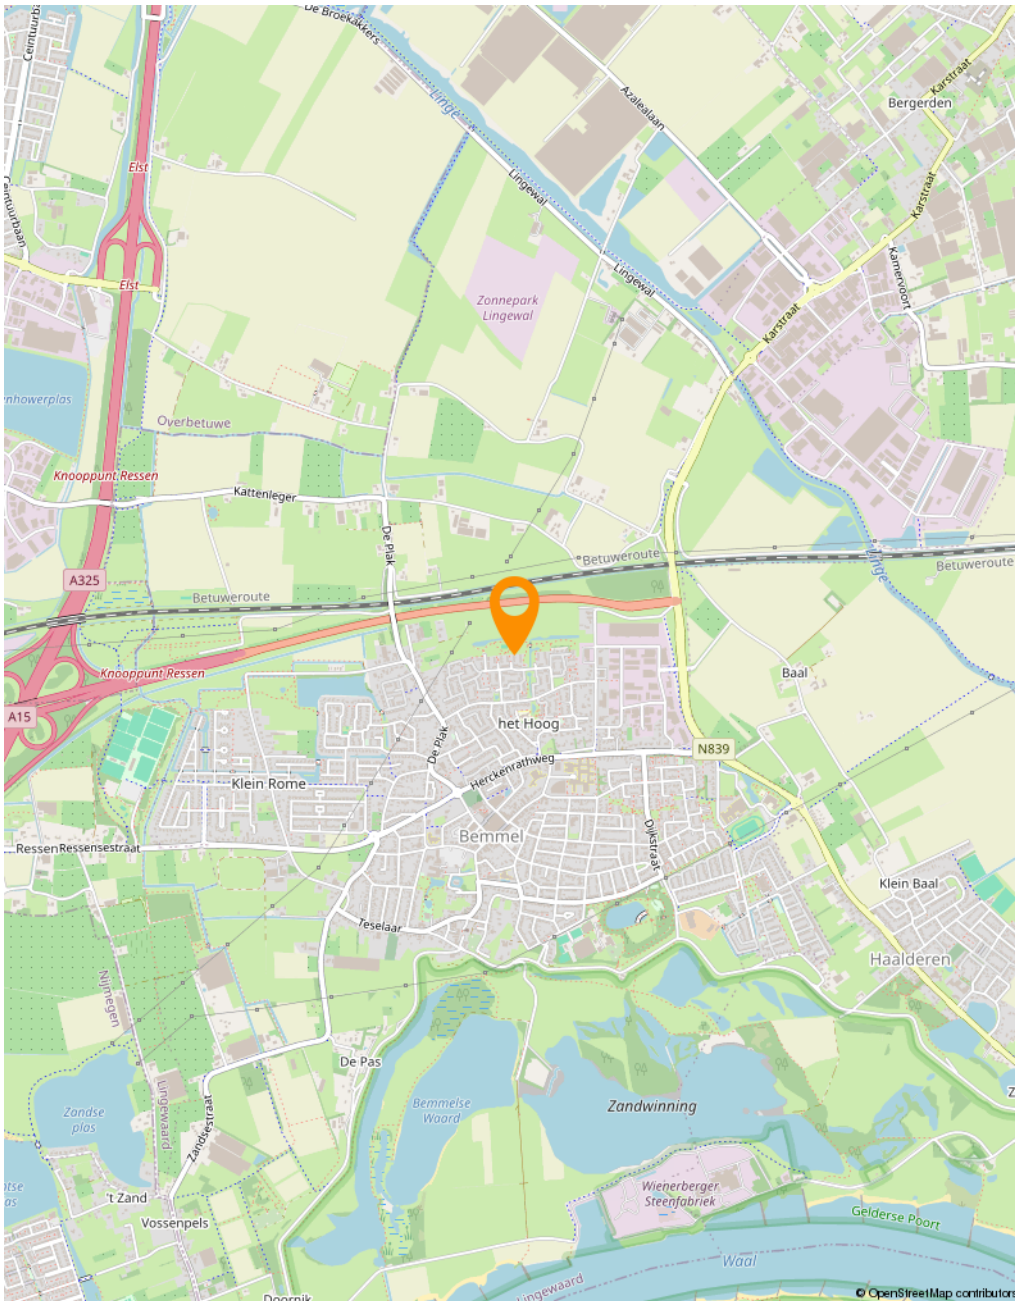 De Broekakkers
Ceintuurbaan
Karstraat
Bergerden
Azalealaan
Linge
Elst
Lingewal
Karstraat
Ceintuurbaan
Karnervoort
Elst
Lingewal
Zonnepark
Lingewal
Karstraat
enhowerplas
Overbetuwe
Knooppunt Ressen
Kattenleger
De Plak
Betuweroute
Linge
Betuweroute
A325
Betuweroute
Knooppunt Ressen
Baal
A15
het Hoog
De Plak
N839
Herckenrathweg
Klein Rome
Bemmel
Dijkstraat
Ressen
Ressensestraat
Klein Baal
Teselaar
Haalderen
Nijmegen
Lingewaard
De Pas
Zandse
plas
Bemmelse
Waard
Zandwinning
Zandsestraat
Z
ntse
plas
't Zand
Wienerberger
Steenfabriek
Vossenpels
Gelderse Poort
Waal
Lingewaard
Doornik
© OpenStreetMap contributors